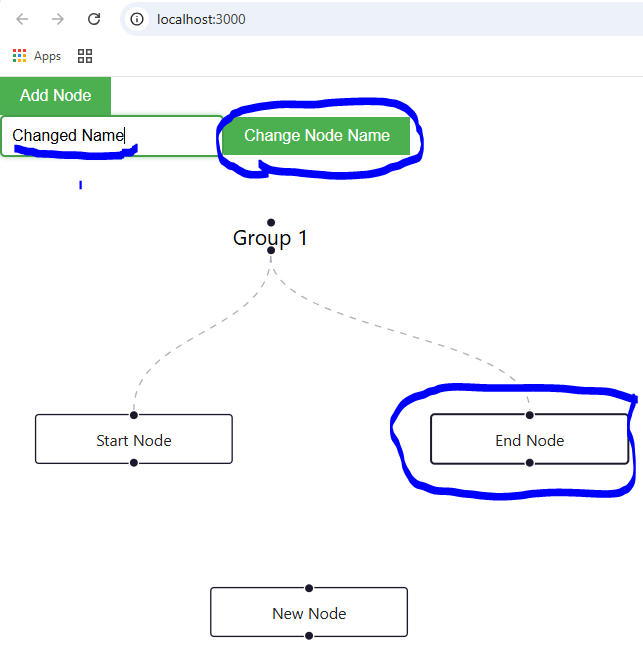 localhost:3000
Apps
Add Node
Changed Name
Change Node Name
Group 1
Start Node
End Node
New Node